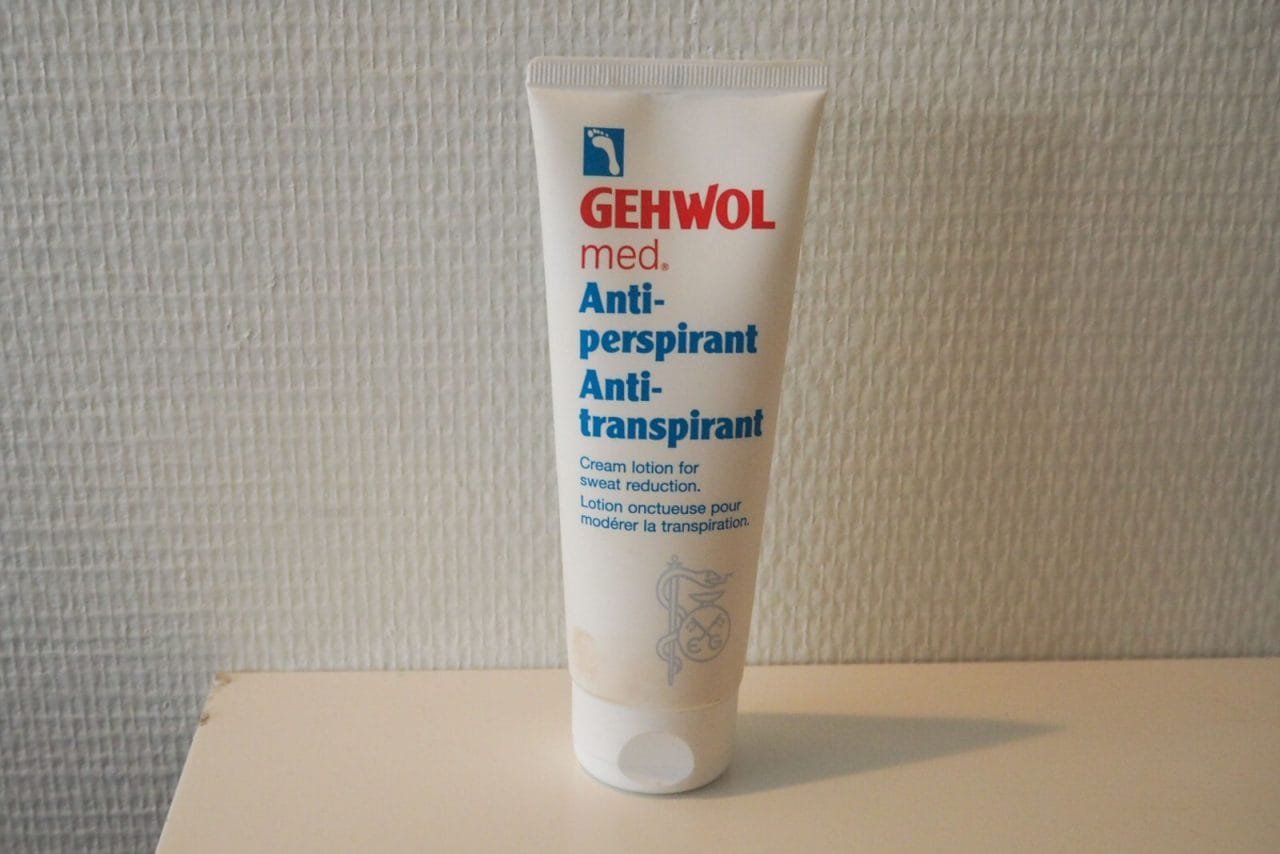 GEHWOL
med®
Anti-
perspirant
Anti-
transpirant
Cream lotion for
sweat reduction.
Lotion onctueuse pour
modérer la transpiration.